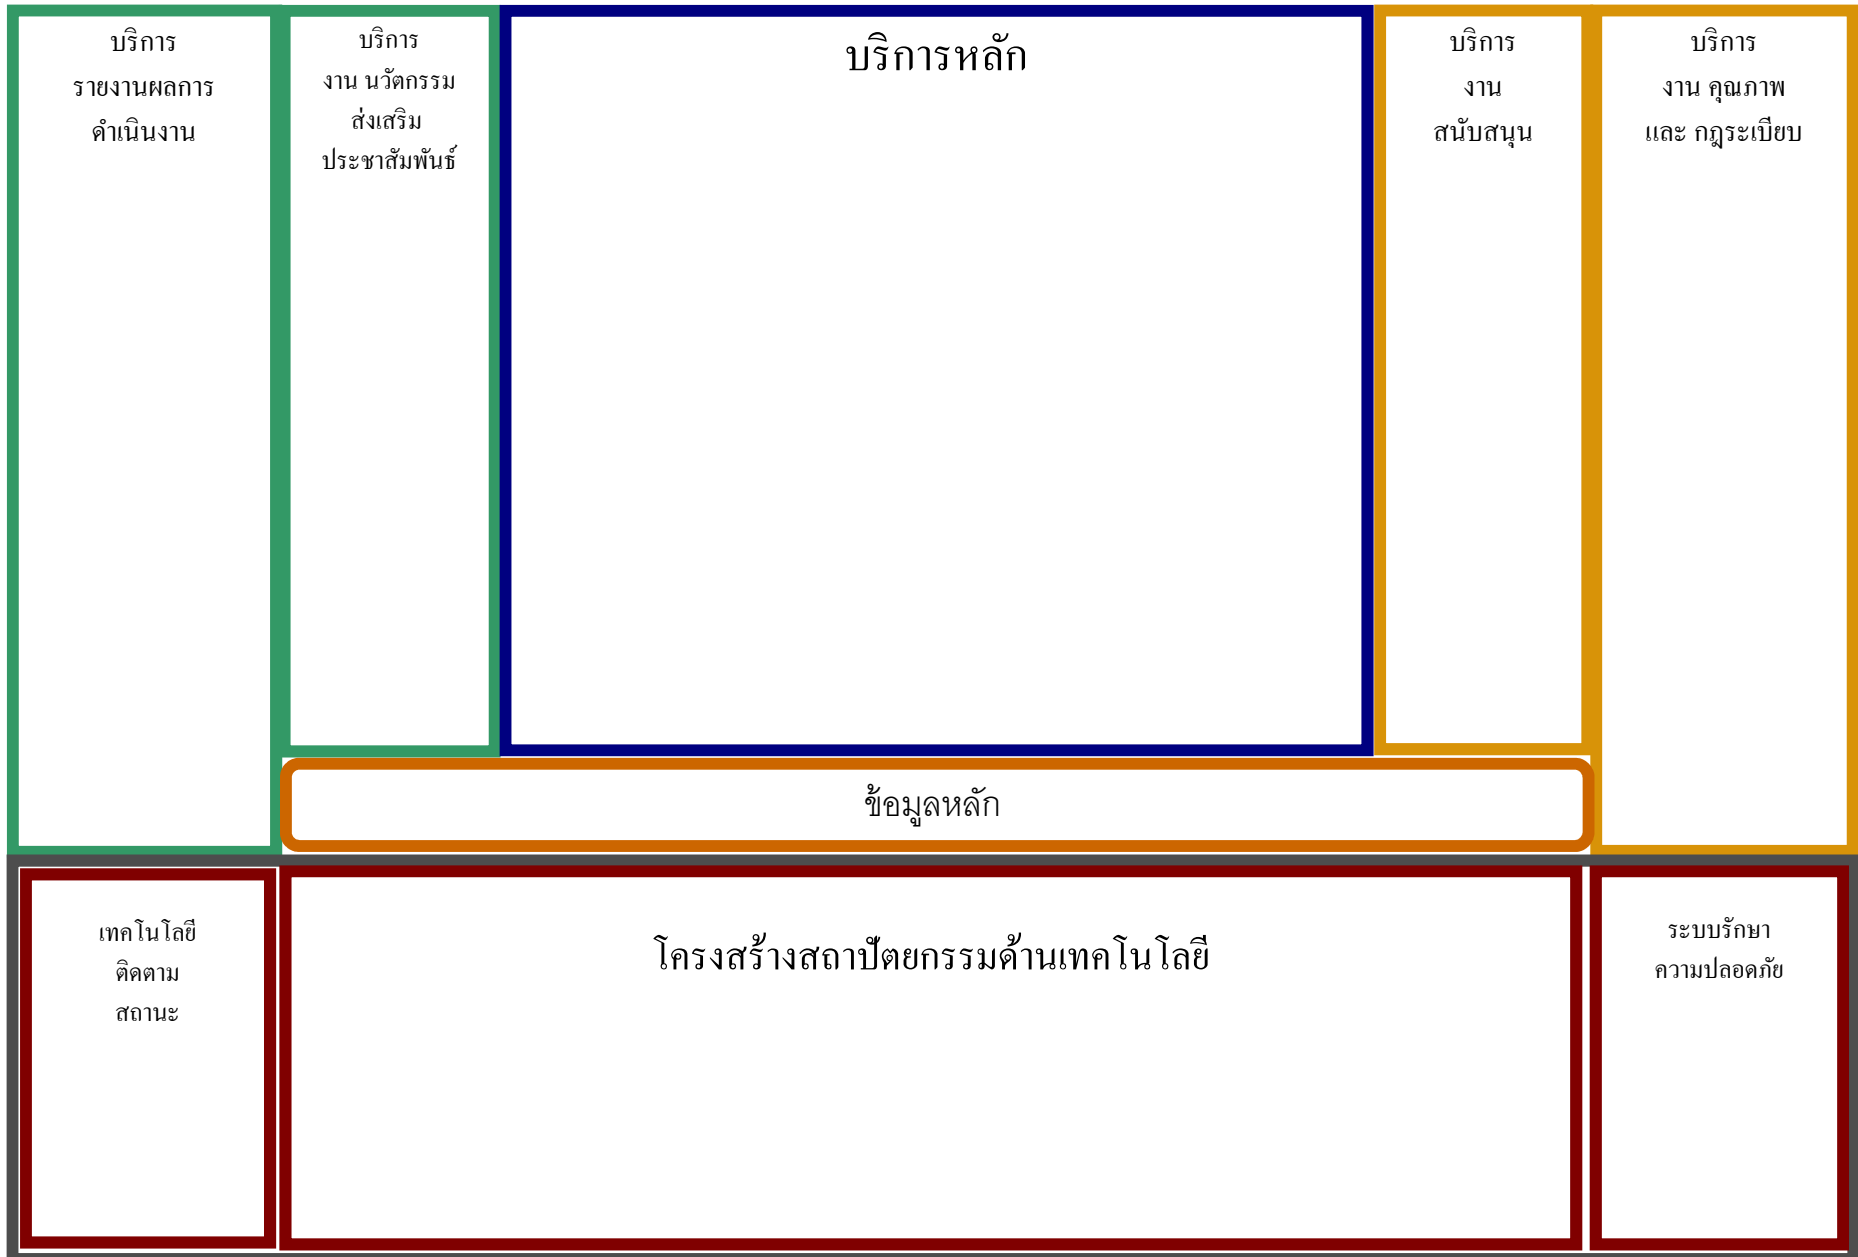 บริการ
รายงานผลการ
ดำเนินงาน
บริการ
งาน นวัตกรรม
ส่งเสริม
ประชาสัมพันธ์
บริการหลัก
บริการ
งาน
สนับสนุน
บริการ
งาน คุณภาพ
และ กฎระเบียบ
ข้อมูลหลัก
เทคโนโลยี
ติดตาม
สถานะ
โครงสร้างสถาปัตยกรรมด้านเทคโนโลยี
ระบบรักษา
ความปลอดภัย